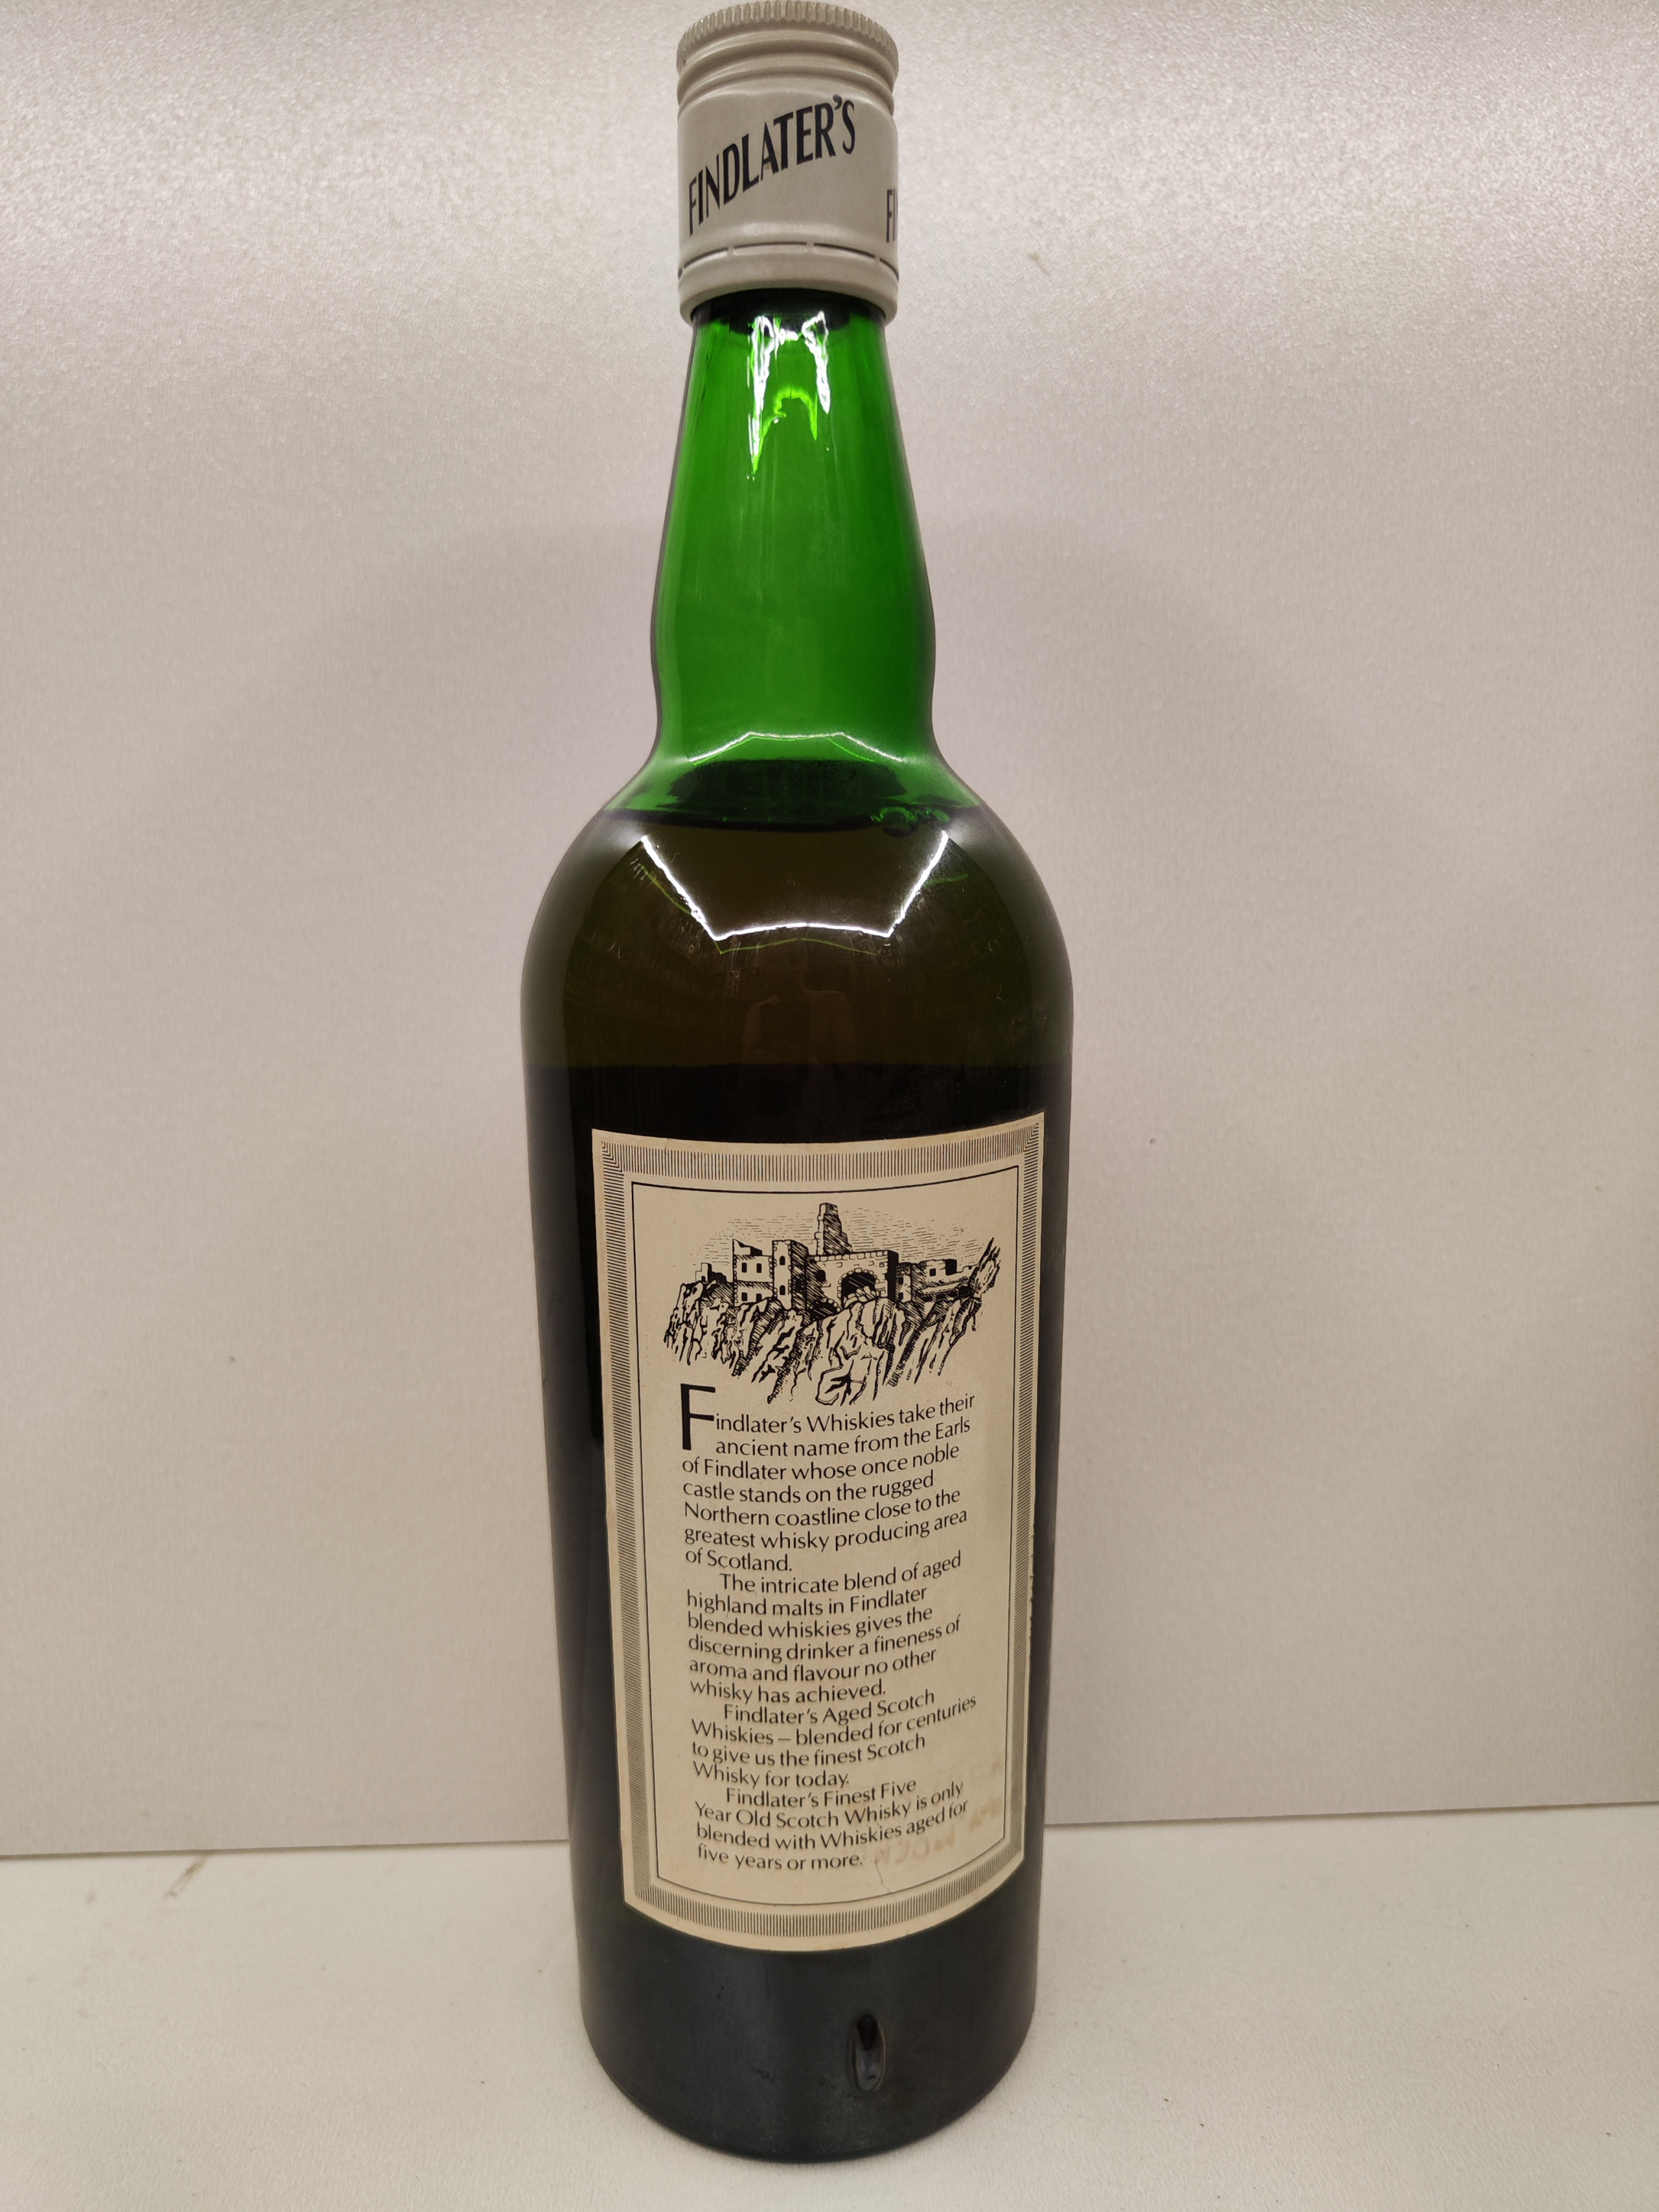 FINDLATER'S
FI
Findlater's Whiskies take their
ancient name from the Earls
of Findlater whose once noble
castle stands on the rugged
Northern coastline close to the
greatest whisky producing area
of Scotland.
The intricate blend of aged
highland malts in Findlater
blended whiskies gives the
discerning drinker a fineness of
aroma and flavour no other
whisky has achieved.
Findlater's Aged Scotch
Whiskies – blended for centuries
to give us the finest Scotch
Whisky for today.
Findlater's Finest Five
Year Old Scotch Whisky is only
blended with Whiskies aged for
five years or more.